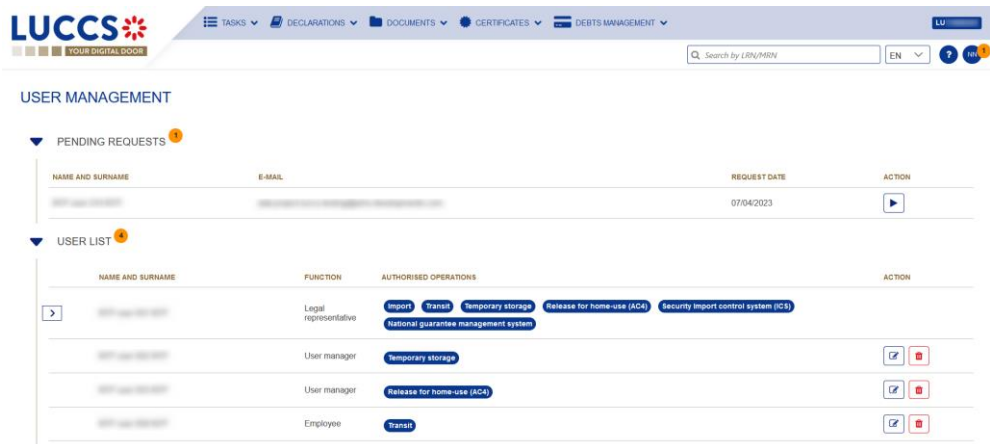 LUCCS
YOUR DIGITAL DOOR
TASKS DECLARATIONS DOCUMENTS CERTIFICATES DEBTS MANAGEMENT LU
Search by LRN/MRN EN ? NN 1
USER MANAGEMENT
PENDING REQUESTS 1
NAME AND SURNAME E-MAIL REQUEST DATE ACTION
07/04/2023
USER LIST 4
NAME AND SURNAME FUNCTION AUTHORISED OPERATIONS ACTION
Legal representative Import Transit Temporary storage Release for home-use (AC4) Security Import control system (ICS)
National guarantee management system
User manager Temporary storage
User manager Release for home-use (AC4)
Employee Transit